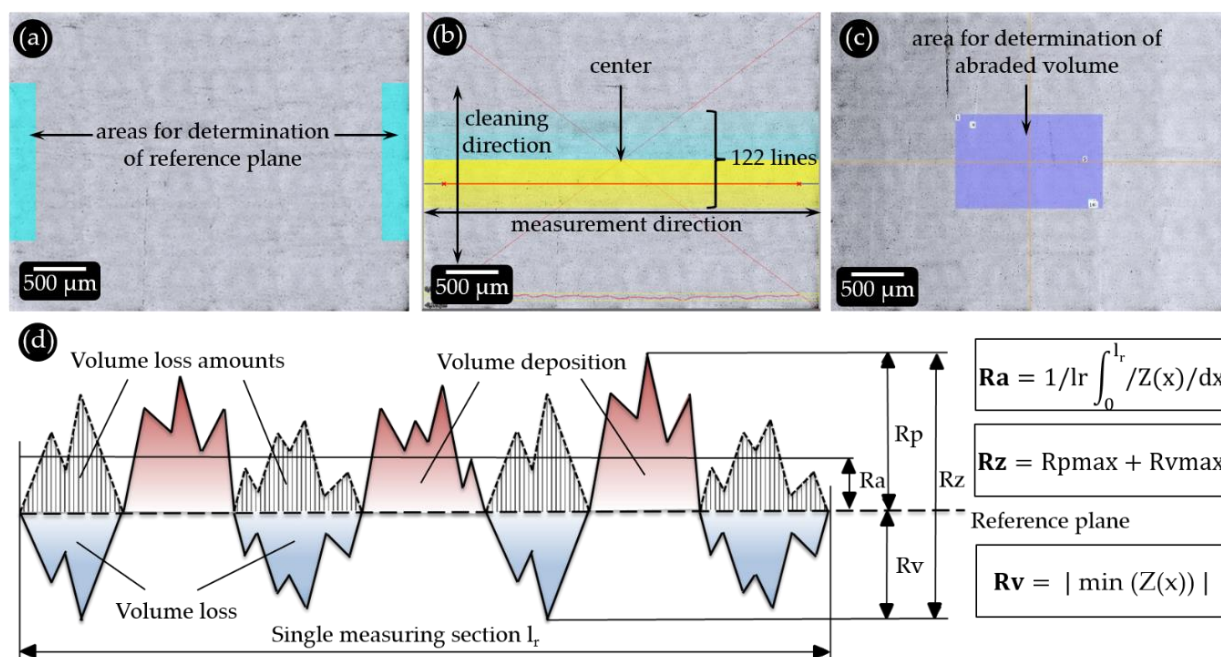 (a)
areas for determination
of reference plane
500 µm
(b)
center
cleaning
direction
122 lines
measurement direction
500 µm
(c)
area for determination of
abraded volume
500 µm
(d)
Volume loss amounts
Volume deposition
Rp
Ra
Rz
Reference plane
Rv
Volume loss
Single measuring section lr
Ra = 1/lr ∫0lr /Z(x)/dx
Rz = Rpmax + Rvmax
Rv = | min (Z(x)) |